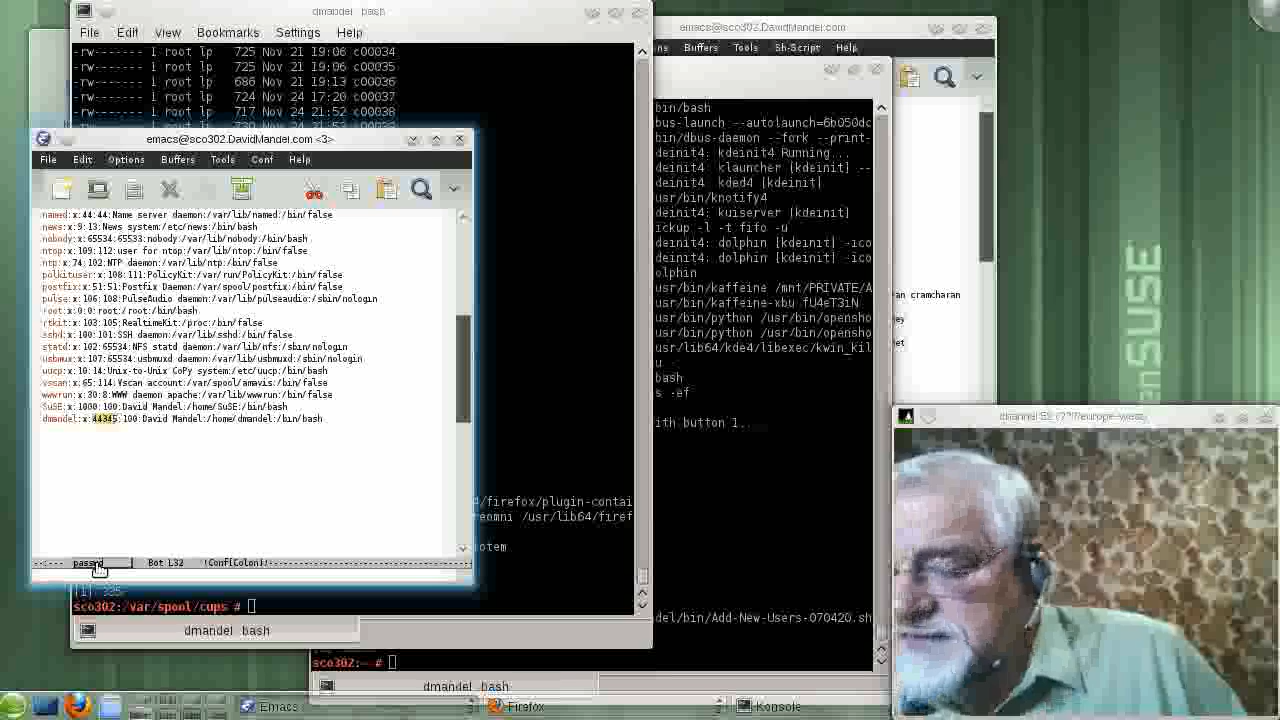 dmandel : bash
File Edit View Bookmarks Settings Help
-rw------- 1 root lp 725 Nov 21 19:06 c00034
-rw------- 1 root lp 725 Nov 21 19:06 c00035
-rw------- 1 root lp 686 Nov 21 19:13 c00036
-rw------- 1 root lp 724 Nov 24 17:20 c00037
-rw------- 1 root lp 717 Nov 24 21:52 c00038
emacs@sco302.DavidMandel.com
Buffers Tools Sh-Script Help
emacs@sco302.DavidMandel.com <3>
File Edit Options Buffers Tools Conf Help
named:x:44:44:Name server daemon:/var/lib/named:/bin/false
news:x:9:13:News system:/etc/news:/bin/bash
nobody:x:65534:65533:nobody:/var/lib/nobody:/bin/bash
ntop:x:109:112:user for ntop:/var/lib/ntop:/bin/false
ntp:x:74:102:NTP daemon:/var/lib/ntp:/bin/false
polkituser:x:108:111:PolicyKit:/var/run/PolicyKit:/bin/false
postfix:x:51:51:Postfix Daemon:/var/spool/postfix:/bin/false
pulse:x:106:108:PulseAudio daemon:/var/lib/pulseaudio:/sbin/nologin
root:x:0:0:root:/root:/bin/bash
rtkit:x:103:105:RealtimeKit:/proc:/bin/false
sshd:x:100:101:SSH daemon:/var/lib/sshd:/bin/false
statd:x:102:65534:NFS statd daemon:/var/lib/nfs:/sbin/nologin
usbmux:x:107:65534:usbmuxd daemon:/var/lib/usbmuxd:/sbin/nologin
uucp:x:10:14:Unix-to-Unix CoPy system:/etc/uucp:/bin/bash
vscan:x:65:114:Vscan account:/var/spool/amavis:/bin/false
wwwrun:x:30:8:WWW daemon apache:/var/lib/wwwrun:/bin/false
SuSE:x:1000:100:David Mandel:/home/SuSE:/bin/bash
dmandel:x:44345:100:David Mandel:/home/dmandel:/bin/bash
Bot L32 (Conf[Colon])
bin/bash
bus-launch --autolaunch=6b050dc
bin/dbus-daemon --fork --print-
deinit4: kdeinit4 Running...
deinit4: klauncher [kdeinit] --
deinit4: kded4 [kdeinit]
usr/bin/knotify4
deinit4: kuiserver [kdeinit]
ickup -l -t fifo -u
deinit4: dolphin [kdeinit] -ico
deinit4: dolphin [kdeinit] -ico
olphin
usr/bin/kaffeine /mnt/PRIVATE/A
usr/bin/kaffeine-xbu fU4eT3iN
usr/bin/python /usr/bin/opensho
usr/bin/python /usr/bin/opensho
usr/lib64/kde4/libexec/kwin_kil
u -
bash
s -ef
ith button 1..
/firefox/plugin-contai
eomni /usr/lib64/firef
otem
del/bin/Add-New-Users-070420.sh
sco302:/var/spool/cups #
dmandel : bash
sco302:~ #
dmandel : bash
an cramcharan
ey
let
enSUSE
Emacs
Firefox
Konsole